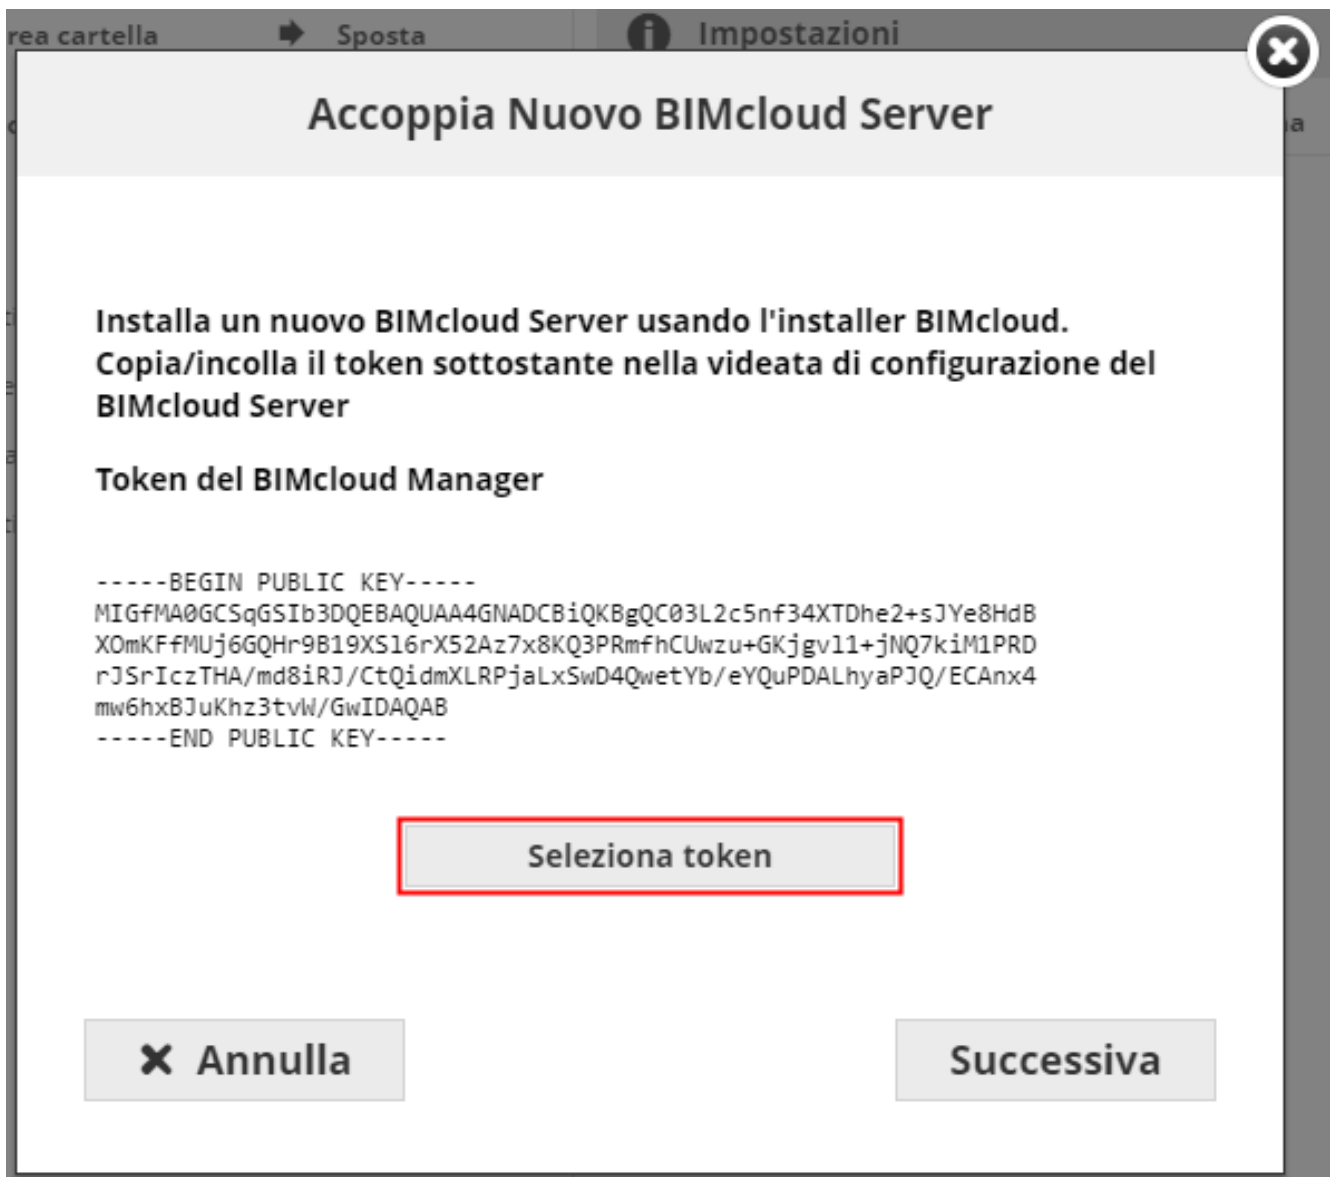 rea cartella Sposta Impostazioni
Accoppia Nuovo BIMcloud Server
Installa un nuovo BIMcloud Server usando l'installer BIMcloud.
Copia/incolla il token sottostante nella videata di configurazione del
BIMcloud Server
Token del BIMcloud Manager
-----BEGIN PUBLIC KEY-----
MIGfMA0GCSqGSIb3DQEBAQUAA4GNADCBiQKBgQC03L2c5nf34XTDhe2+sJYe8HdB
XOmKFfMUj6GQHr9B19XSl6rX52Az7x8KQ3PRmfhCUwzu+GKjgvl1+jNQ7kiM1PRD
rJSrIczTHA/md8iRJ/CtQidmXLRPjaLxSwD4QwetYb/eYQuPDALhyaPJQ/ECAnx4
mw6hxBJuKhz3tvW/GwIDAQAB
-----END PUBLIC KEY-----
Seleziona token
Annulla Successiva